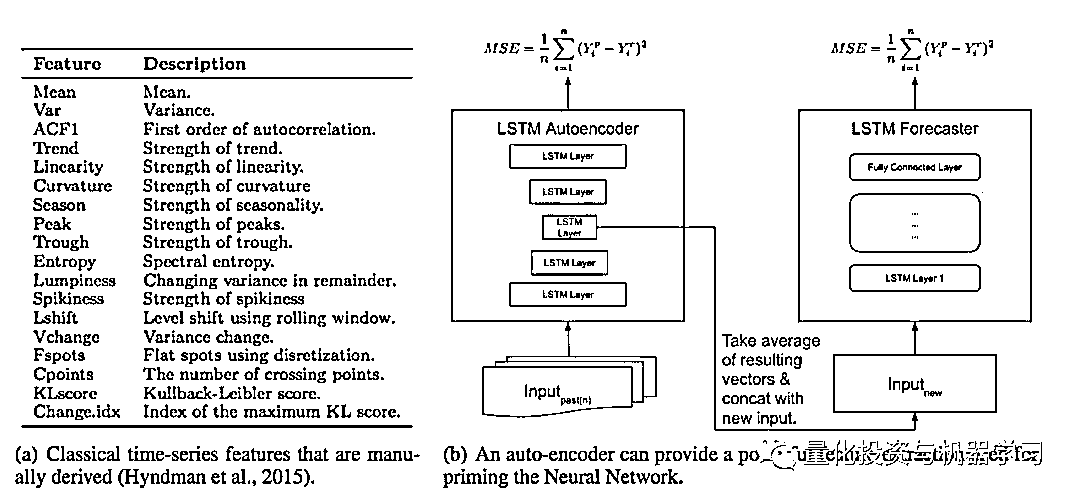 Feature Description
Mean Mean.
Var Variance.
ACF1 First order of autocorrelation.
Trend Strength of trend.
Linearity Strength of linearity.
Curvature Strength of curvature
Season Strength of seasonality.
Peak Strength of peaks.
Trough Strength of trough.
Entropy Spectral entropy.
Lumpiness Changing variance in remainder.
Spikiness Strength of spikiness
Lshift Level shift using rolling window.
Vchange Variance change.
Fspots Flat spots using disretization.
Cpoints The number of crossing points.
KLscore Kullback-Leibler score.
Change.idx Index of the maximum KL score.
(a) Classical time-series features that are manu-
ally derived (Hyndman et al., 2015).
MSE = 1/n ∑ i=1 n (Y_i^p − Y_i^r)^2
LSTM Autoencoder
LSTM Layer
LSTM Layer
LSTM
Layer
LSTM Layer
LSTM Layer
Input past(n)
Take average
of resulting
vectors &
concat with
new input.
MSE = 1/n ∑ i=1 n (Y_i^p − Y_i^r)^2
LSTM Forecaster
Fully Connected Layer
...
...
...
LSTM Layer 1
Input new
(b) An auto-encoder can provide a for
priming the Neural Network.
量化投资与机器学习